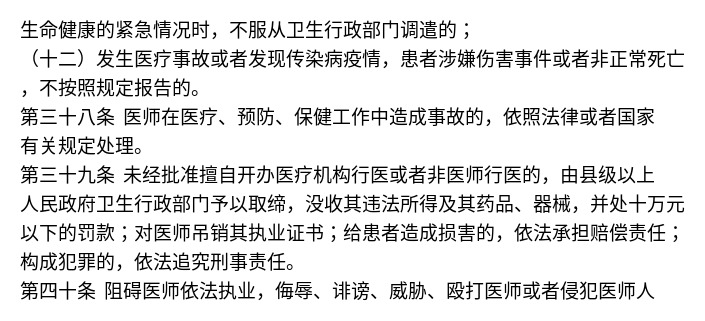 生命健康的紧急情况时，不服从卫生行政部门调遣的；
（十二）发生医疗事故或者发现传染病疫情，患者涉嫌伤害事件或者非正常死亡
，不按照规定报告的。
第三十八条 医师在医疗、预防、保健工作中造成事故的，依照法律或者国家
有关规定处理。
第三十九条 未经批准擅自开办医疗机构行医或者非医师行医的，由县级以上
人民政府卫生行政部门予以取缔，没收其违法所得及其药品、器械，并处十万元
以下的罚款；对医师吊销其执业证书；给患者造成损害的，依法承担赔偿责任；
构成犯罪的，依法追究刑事责任。
第四十条 阻碍医师依法执业，侮辱、诽谤、威胁、殴打医师或者侵犯医师人